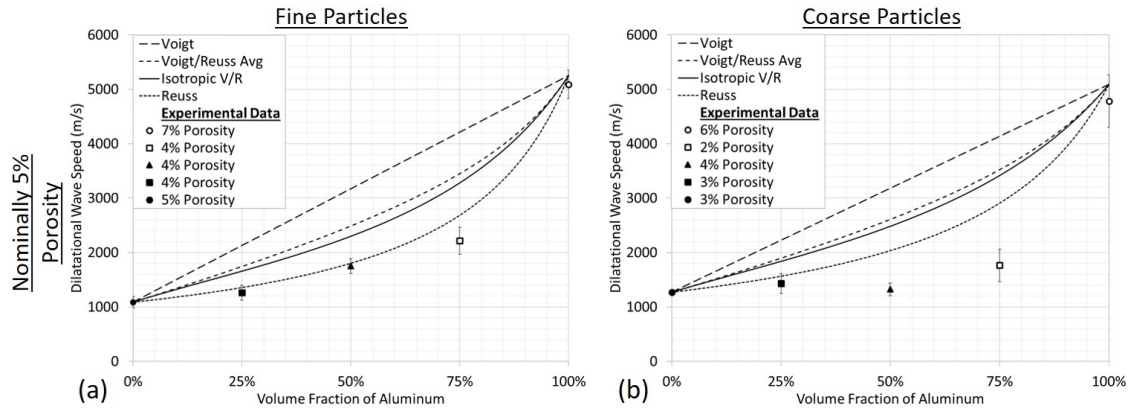 Fine Particles
Coarse Particles
Nominally 5%
Porosity
Dilatational Wave Speed (m/s)
6000
5000
4000
3000
2000
1000
0
Voigt
Voigt/Reuss Avg
Isotropic V/R
Reuss
Experimental Data
7% Porosity
4% Porosity
4% Porosity
4% Porosity
5% Porosity
0%
25%
50%
75%
100%
Volume Fraction of Aluminum
(a)
Dilatational Wave Speed (m/s)
6000
5000
4000
3000
2000
1000
0
Voigt
Voigt/Reuss Avg
Isotropic V/R
Reuss
Experimental Data
6% Porosity
2% Porosity
4% Porosity
3% Porosity
3% Porosity
0%
25%
50%
75%
100%
Volume Fraction of Aluminum
(b)